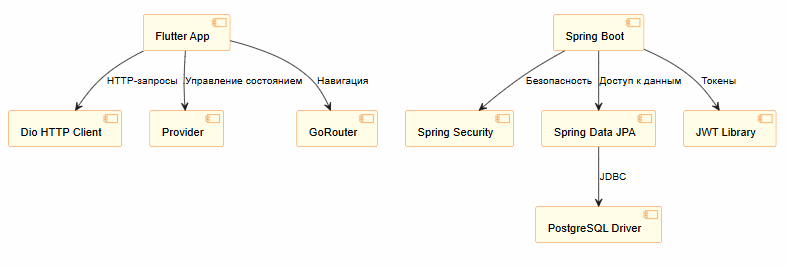 Flutter App
Spring Boot
HTTP-запросы
Управление состоянием
Навигация
Безопасность
Доступ к данным
Токены
Dio HTTP Client
Provider
GoRouter
Spring Security
Spring Data JPA
JWT Library
JDBC
PostgreSQL Driver